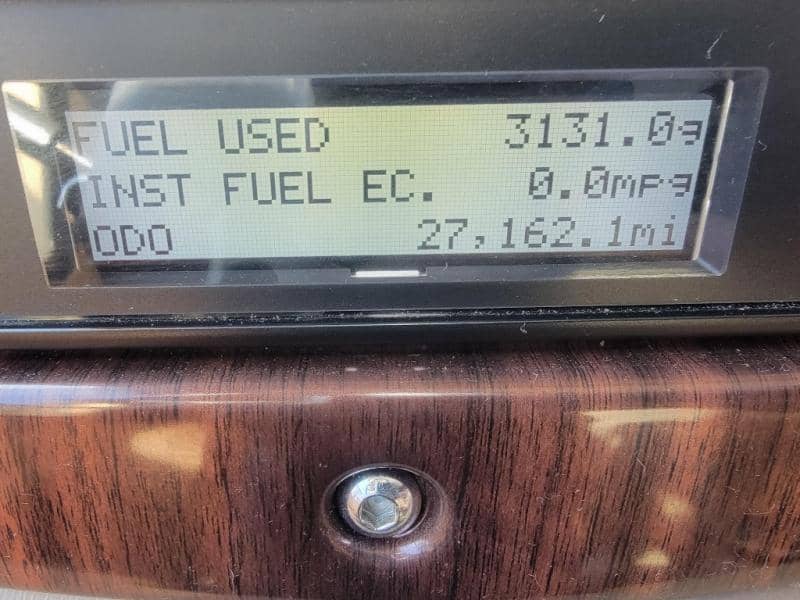 FUEL USED 3131.0g
INST FUEL EC. 0.0mpg
ODO 27,162.1mi